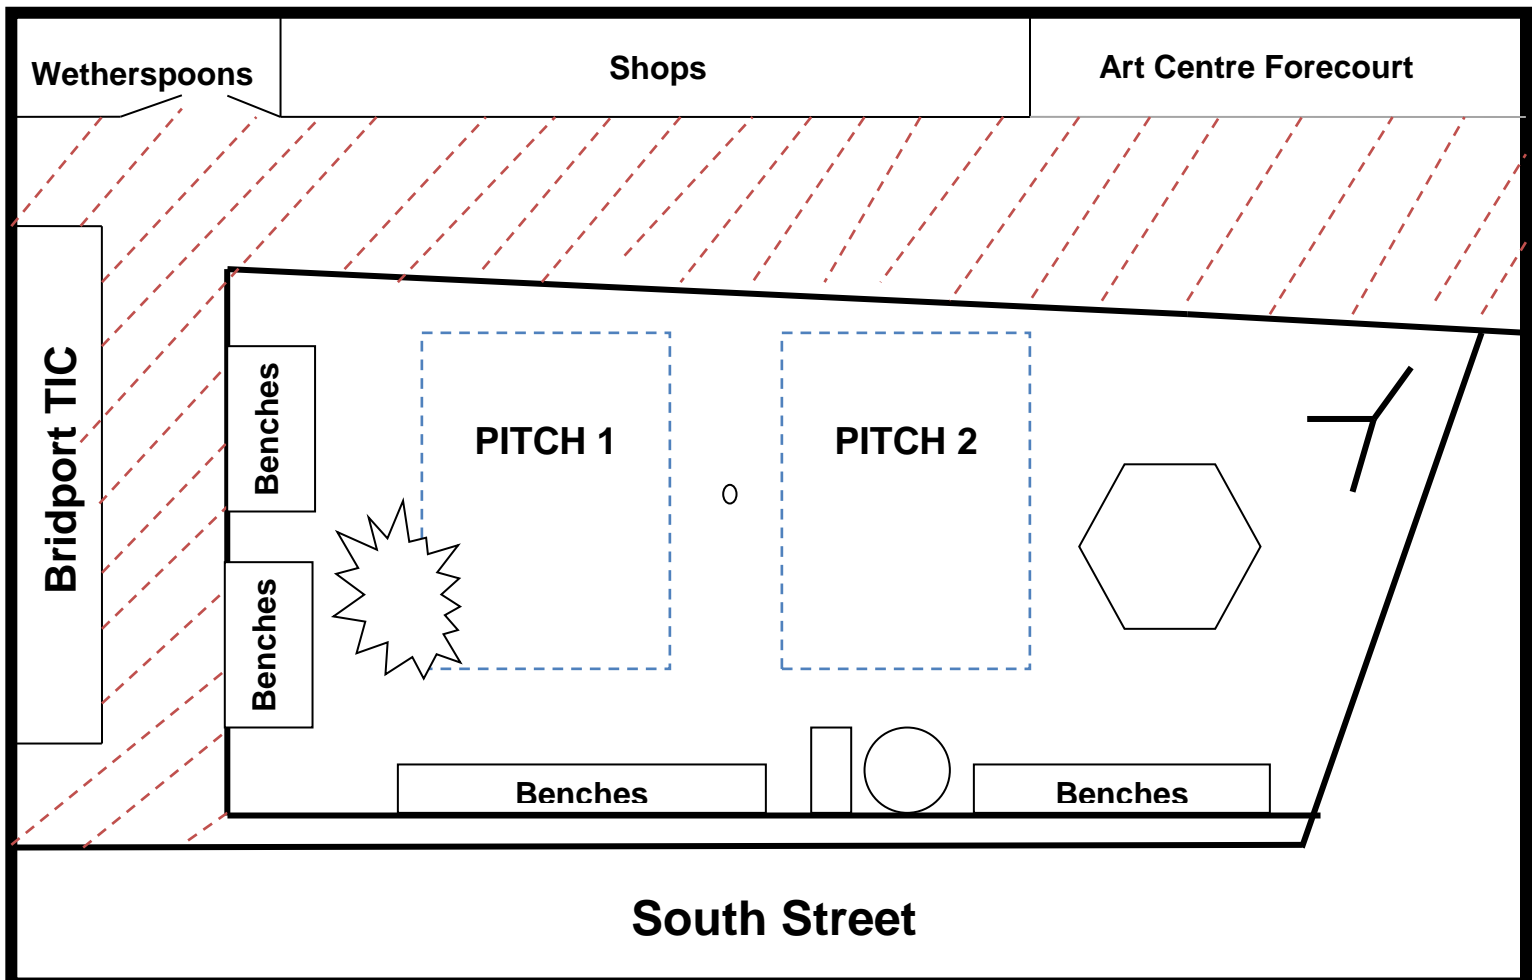 Wetherspoons
Shops
Art Centre Forecourt
Bridport TIC
Benches
PITCH 1
PITCH 2
Benches
Benches
Benches
South Street